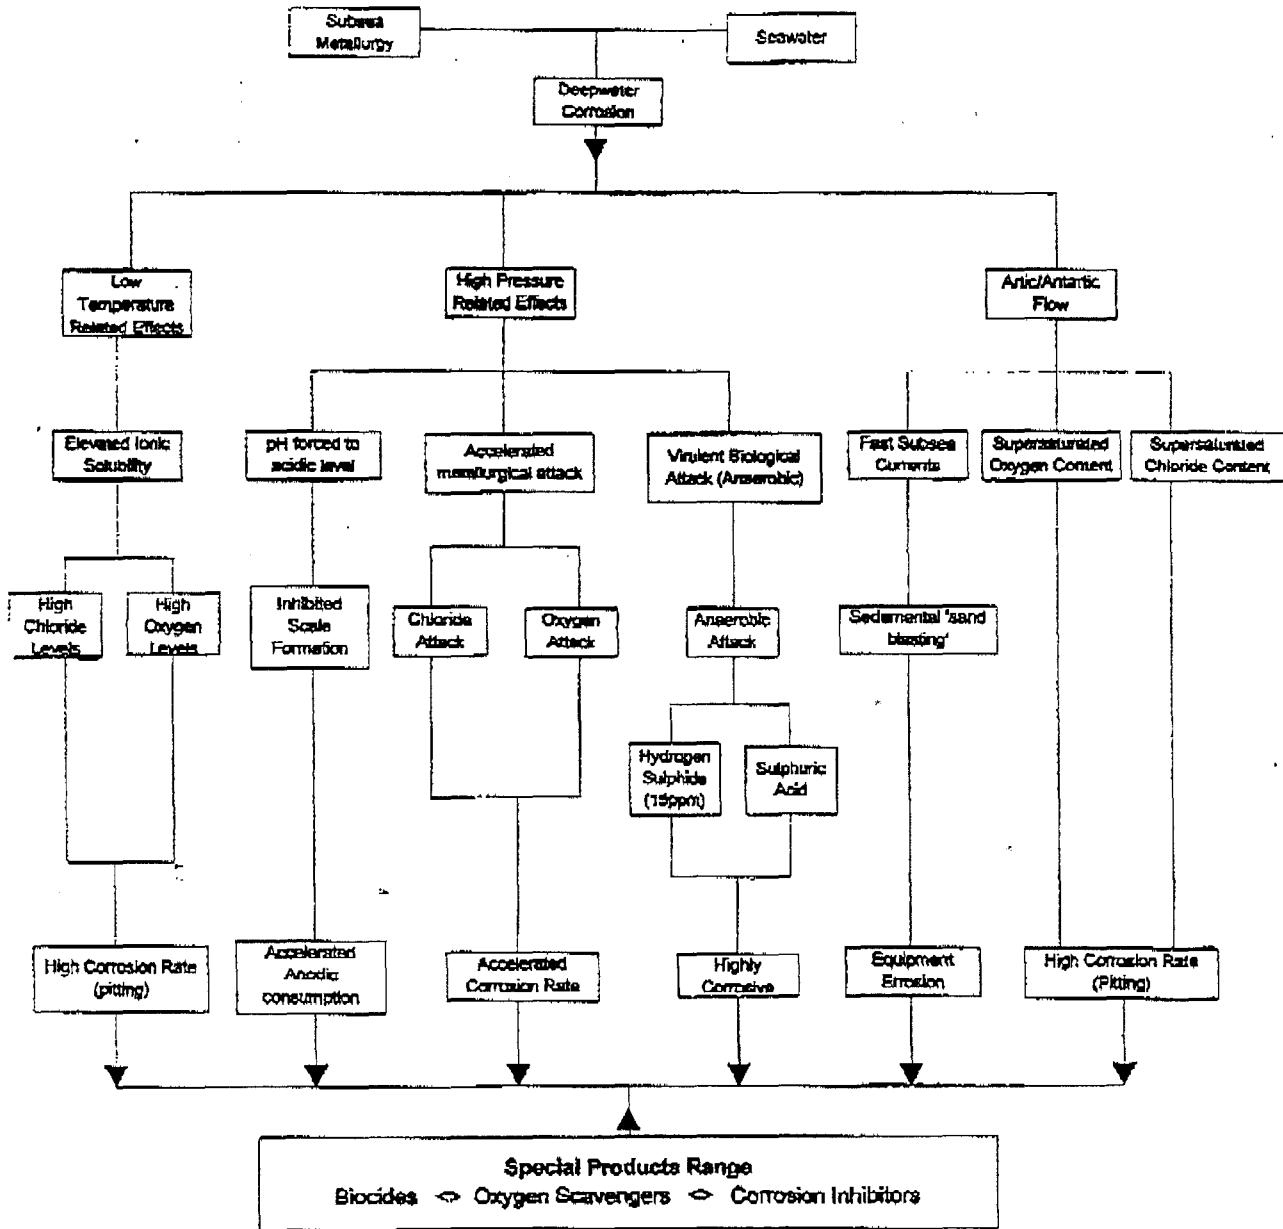 Subsea
Metallurgy
Seawater
Deepwater
Corrosion
Low
Temperature
Related Effects
High Pressure
Related Effects
Artic/Antartic
Flow
Elevated Ionic
Solubility
pH forced to
acidic level
Accelerated
metallurgical attack
Virulent Biological
Attack (Anaerobic)
Fast Subsea
Currents
Supersaturated
Oxygen Content
Supersaturated
Chloride Content
High
Chloride
Levels
High
Oxygen
Levels
Inhibited
Scale
Formation
Chloride
Attack
Oxygen
Attack
Anaerobic
Attack
Sedemental "sand
blasting"
Hydrogen
Sulphide
(15ppm)
Sulphuric
Acid
High Corrosion Rate
(pitting)
Accelerated
Anodic
consumption
Accelerated
Corrosion Rate
Highly
Corrosive
Equipment
Errosion
High Corrosion Rate
(Pitting)
Special Products Range
Biocides <> Oxygen Scavengers <> Corrosion Inhibitors